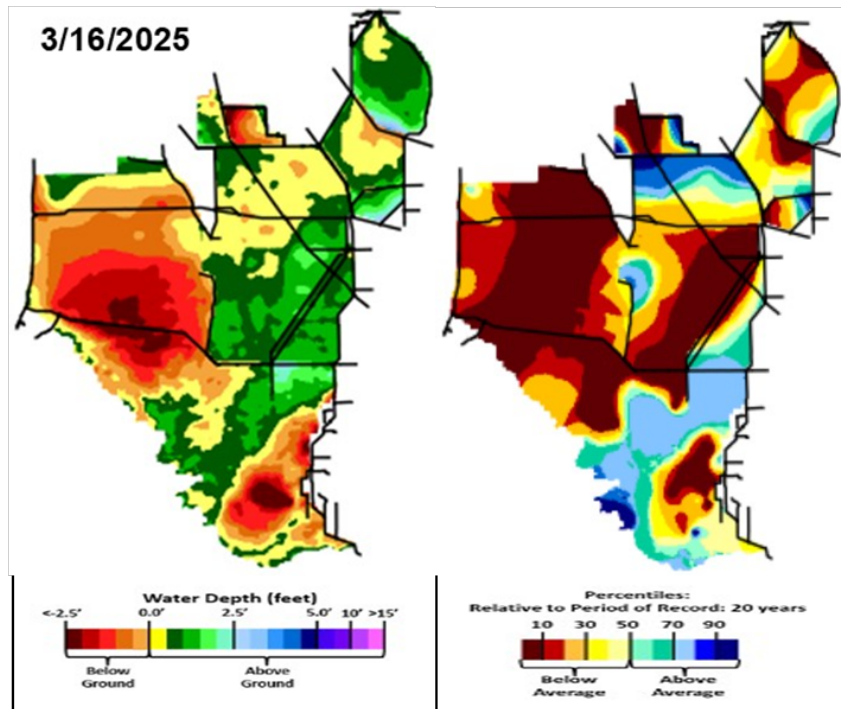 3/16/2025
Water Depth (feet)
<-2.5' 0.0' 2.5' 5.0' 10' >15'
Below Ground
Above Ground
Percentiles:
Relative to Period of Record: 20 years
10 30 50 70 90
Below Average
Above Average